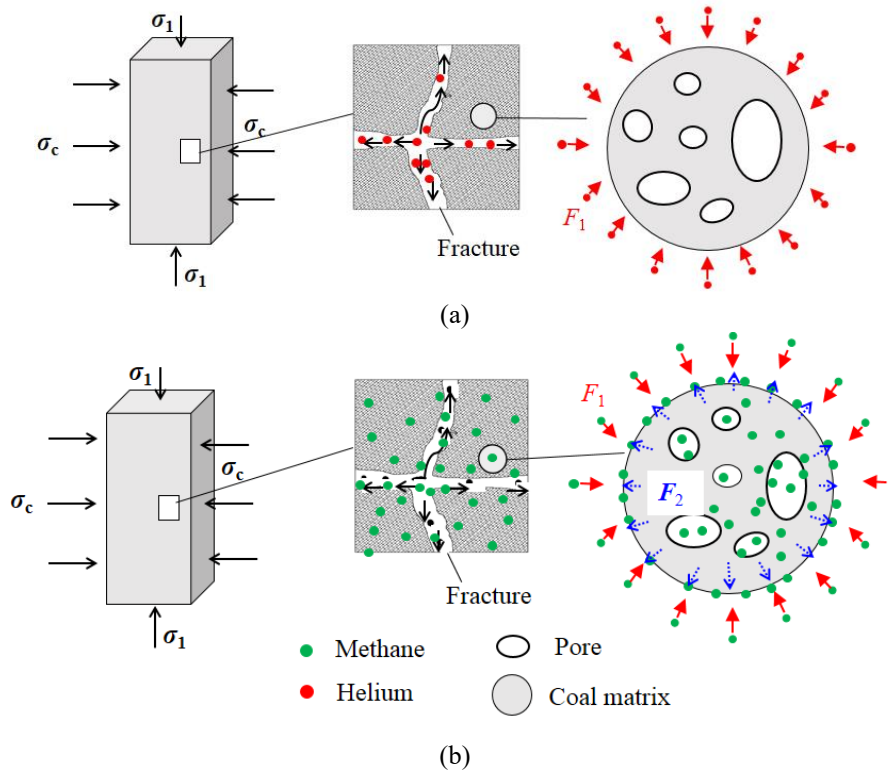 σ1
σc
σc
σ1
Fracture
F1
(a)
σ1
σc
σc
σ1
Fracture
F1
F2
Methane
Pore
Helium
Coal matrix
(b)